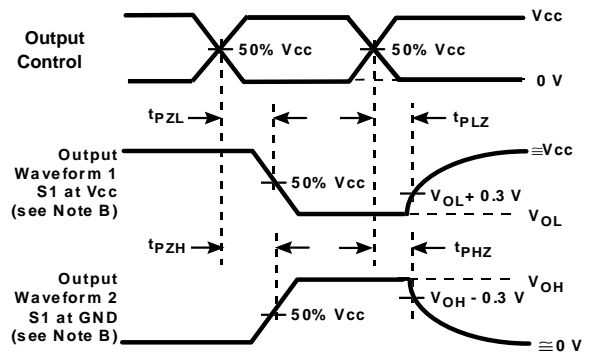 Output
Control
Vcc
50% Vcc
50% Vcc
0 V
tPZL
tPLZ
Output
Waveform 1
S1 at Vcc
(see Note B)
≅Vcc
50% Vcc
VOL+ 0.3 V
VOL
tPZH
tPHZ
Output
Waveform 2
S1 at GND
(see Note B)
VOH
50% Vcc
VOH - 0.3 V
≅0 V